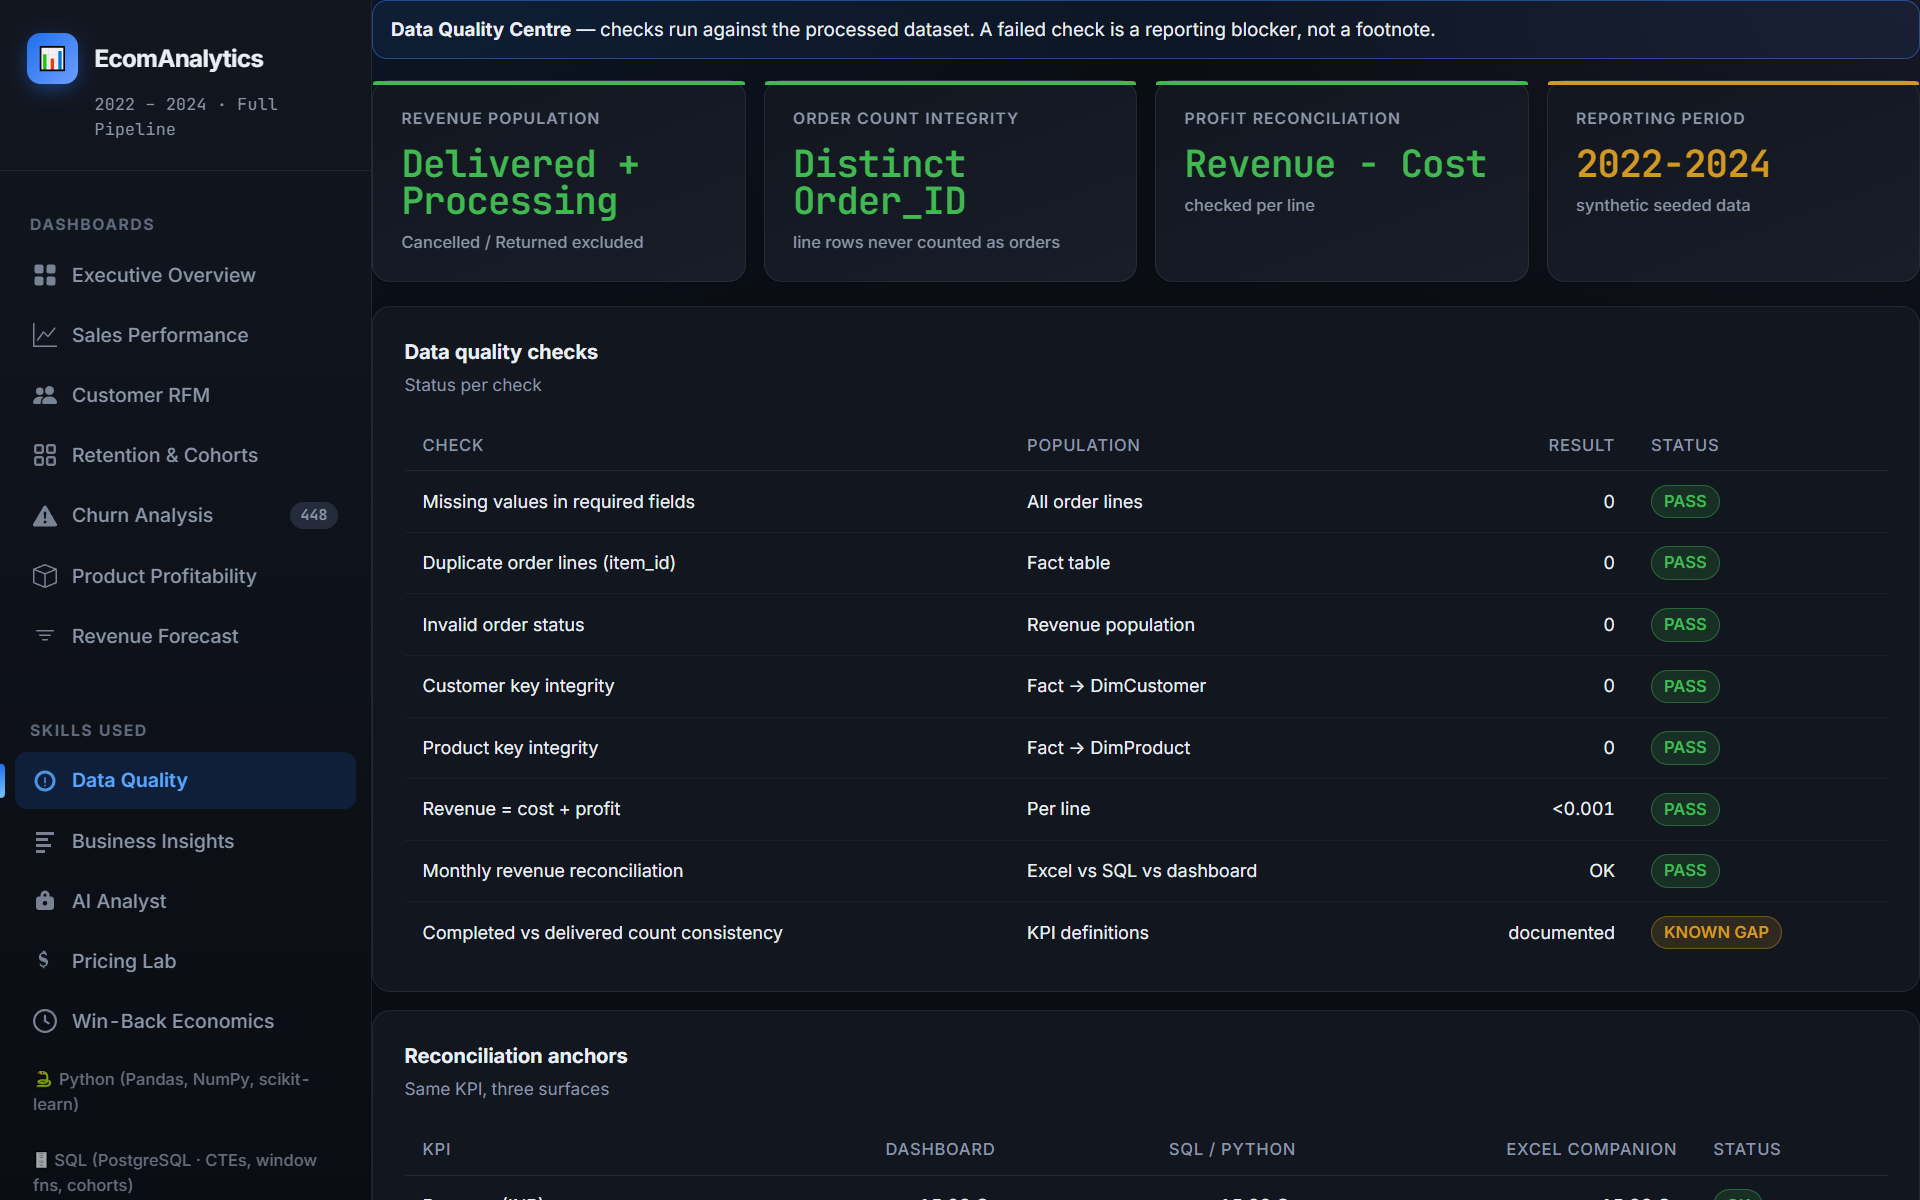 EcomAnalytics
2022 – 2024 · Full
Pipeline
DASHBOARDS
Executive Overview
Sales Performance
Customer RFM
Retention & Cohorts
Churn Analysis 448
Product Profitability
Revenue Forecast
SKILLS USED
Data Quality
Business Insights
AI Analyst
Pricing Lab
Win-Back Economics
Python (Pandas, NumPy, scikit-
learn)
SQL (PostgreSQL · CTEs, window
fns, cohorts)
Data Quality Centre — checks run against the processed dataset. A failed check is a reporting blocker, not a footnote.
REVENUE POPULATION
Delivered +
Processing
Cancelled / Returned excluded
ORDER COUNT INTEGRITY
Distinct
Order_ID
line rows never counted as orders
PROFIT RECONCILIATION
Revenue - Cost
checked per line
REPORTING PERIOD
2022-2024
synthetic seeded data
Data quality checks
Status per check
CHECK POPULATION RESULT STATUS
Missing values in required fields All order lines 0 PASS
Duplicate order lines (item_id) Fact table 0 PASS
Invalid order status Revenue population 0 PASS
Customer key integrity Fact → DimCustomer 0 PASS
Product key integrity Fact → DimProduct 0 PASS
Revenue = cost + profit Per line <0.001 PASS
Monthly revenue reconciliation Excel vs SQL vs dashboard OK PASS
Completed vs delivered count consistency KPI definitions documented KNOWN GAP
Reconciliation anchors
Same KPI, three surfaces
KPI DASHBOARD SQL / PYTHON EXCEL COMPANION STATUS